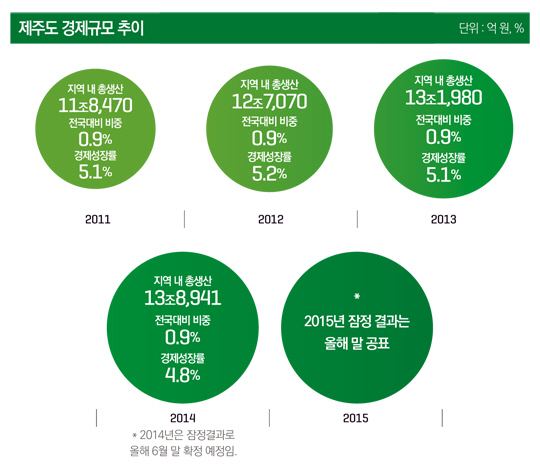 제주도 경제규모 추이
단위 : 억 원, %
지역 내 총생산
11조8,470
전국대비 비중
0.9%
경제성장률
5.1%
2011
지역 내 총생산
12조7,070
전국대비 비중
0.9%
경제성장률
5.2%
2012
지역 내 총생산
13조1,980
전국대비 비중
0.9%
경제성장률
5.1%
2013
지역 내 총생산
13조8,941
전국대비 비중
0.9%
경제성장률
4.8%
2014
* 2014년은 잠정결과로
올해 6월 말 확정 예정임.
*
2015년 잠정 결과는
올해 말 공표
2015